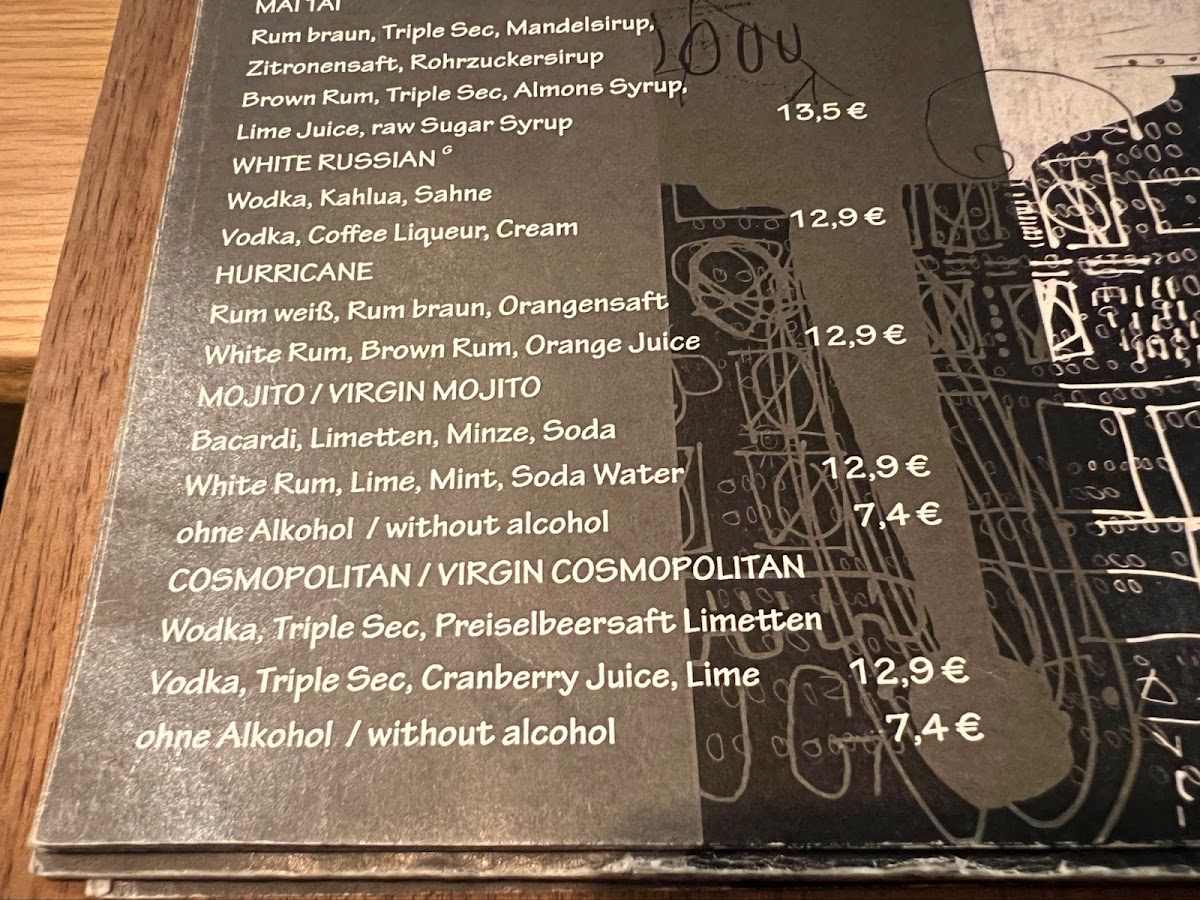 MAI TAI
Rum braun, Triple Sec, Mandelsirup,
Zitronensaft, Rohrzuckersirup
Brown Rum, Triple Sec, Almons Syrup,
Lime Juice, raw Sugar Syrup 13,5 €
WHITE RUSSIAN G
Wodka, Kahlua, Sahne
Vodka, Coffee Liqueur, Cream 12,9 €
HURRICANE
Rum weiß, Rum braun, Orangensaft
White Rum, Brown Rum, Orange Juice 12,9 €
MOJITO / VIRGIN MOJITO
Bacardi, Limetten, Minze, Soda
White Rum, Lime, Mint, Soda Water 12,9 €
ohne Alkohol / without alcohol 7,4 €
COSMOPOLITAN / VIRGIN COSMOPOLITAN
Wodka, Triple Sec, Preiselbeersaft Limetten
Vodka, Triple Sec, Cranberry Juice, Lime 12,9 €
ohne Alkohol / without alcohol 7,4 €